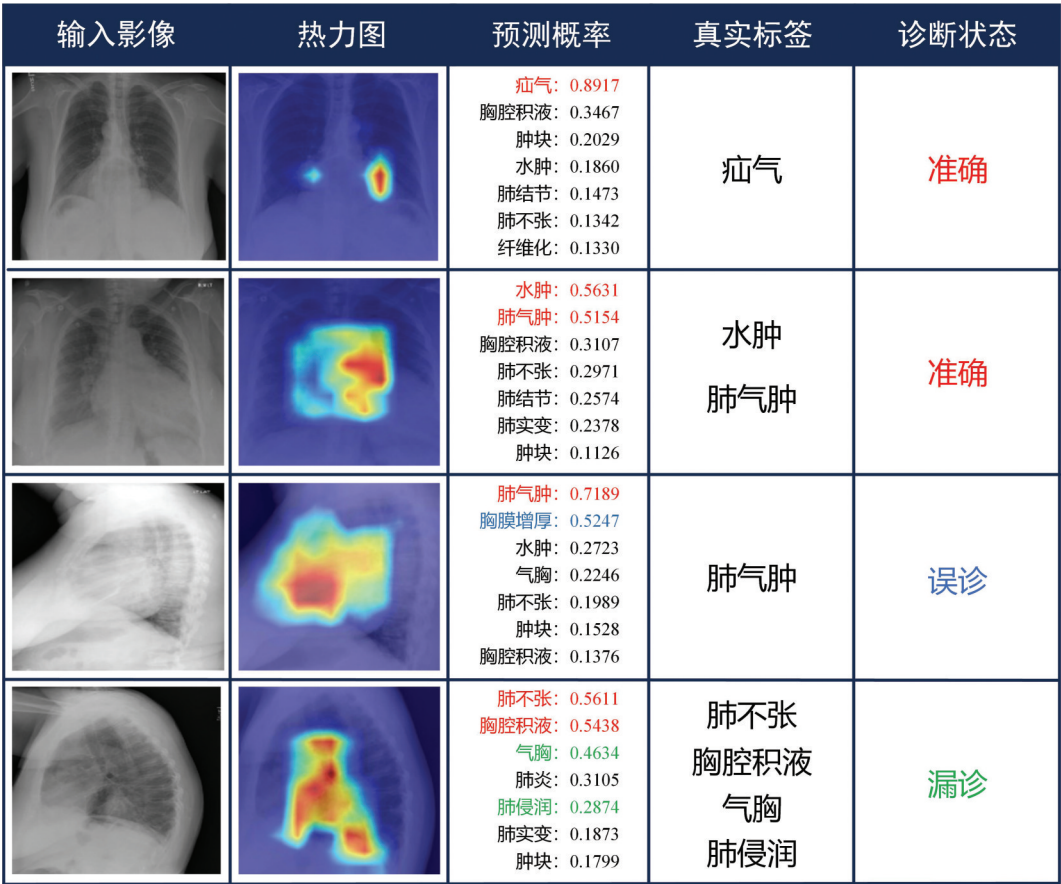 输入影像 热力图 预测概率 真实标签 诊断状态
疝气：0.8917
胸腔积液：0.3467
肿块：0.2029
水肿：0.1860
肺结节：0.1473
肺不张：0.1342
纤维化：0.1330
疝气
准确
水肿：0.5631
肺气肿：0.5154
胸腔积液：0.3107
肺不张：0.2971
肺结节：0.2574
肺实变：0.2378
肿块：0.1126
水肿
肺气肿
准确
肺气肿：0.7189
胸膜增厚：0.5247
水肿：0.2723
气胸：0.2246
肺不张：0.1989
肿块：0.1528
胸腔积液：0.1376
肺气肿
误诊
肺不张：0.5611
胸腔积液：0.5438
气胸：0.4634
肺炎：0.3105
肺侵润：0.2874
肺实变：0.1873
肿块：0.1799
肺不张
胸腔积液
气胸
肺侵润
漏诊